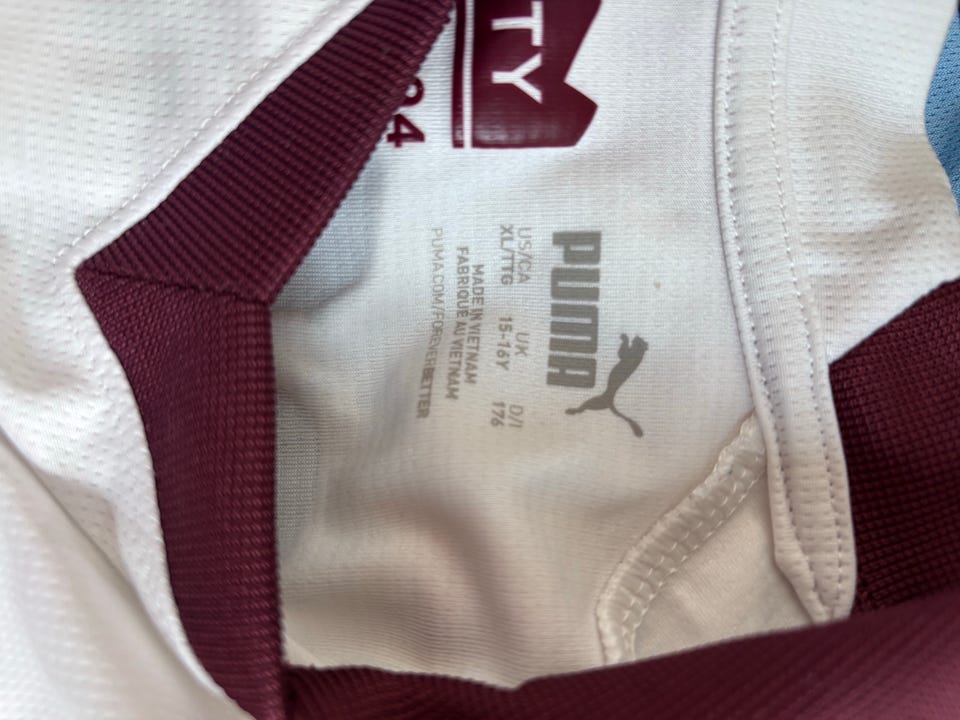 TY
94
PUMA
US/CA UK D/I
XL/TTG 15-16Y 176
MADE IN VIETNAM
FABRIQUÉ AU VIETNAM
PUMA.COM/FOREVERBETTER